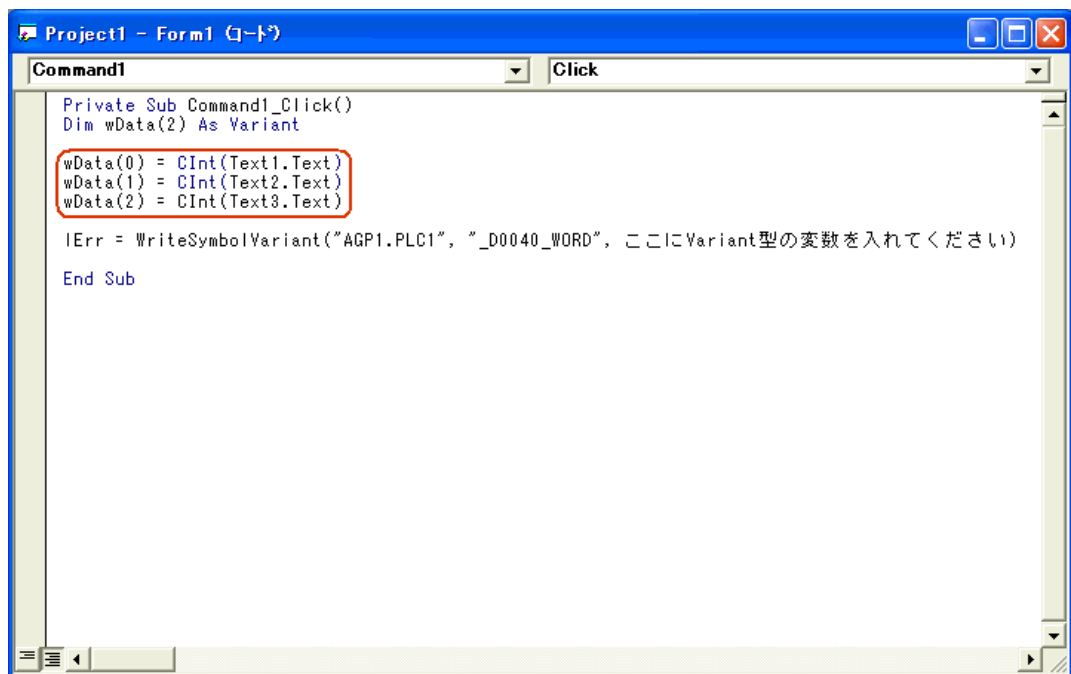 Project1 - Form1 (コード)
Command1
Click
Private Sub Command1_Click()
Dim wData(2) As Variant
wData(0) = CInt(Text1.Text)
wData(1) = CInt(Text2.Text)
wData(2) = CInt(Text3.Text)
lErr = WriteSymbolVariant("AGP1.PLC1", "_D0040_WORD", ここにVariant型の変数を入れてください)
End Sub